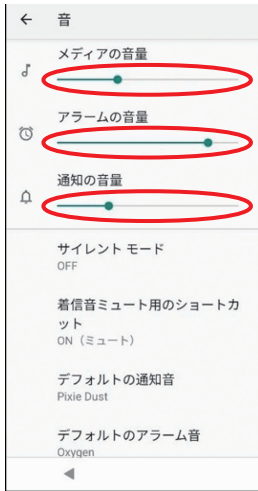 音
メディアの音量
アラームの音量
通知の音量
サイレント モード
OFF
着信音ミュート用のショートカ
ット
ON（ミュート）
デフォルトの通知音
Pixie Dust
デフォルトのアラーム音
Oxygen